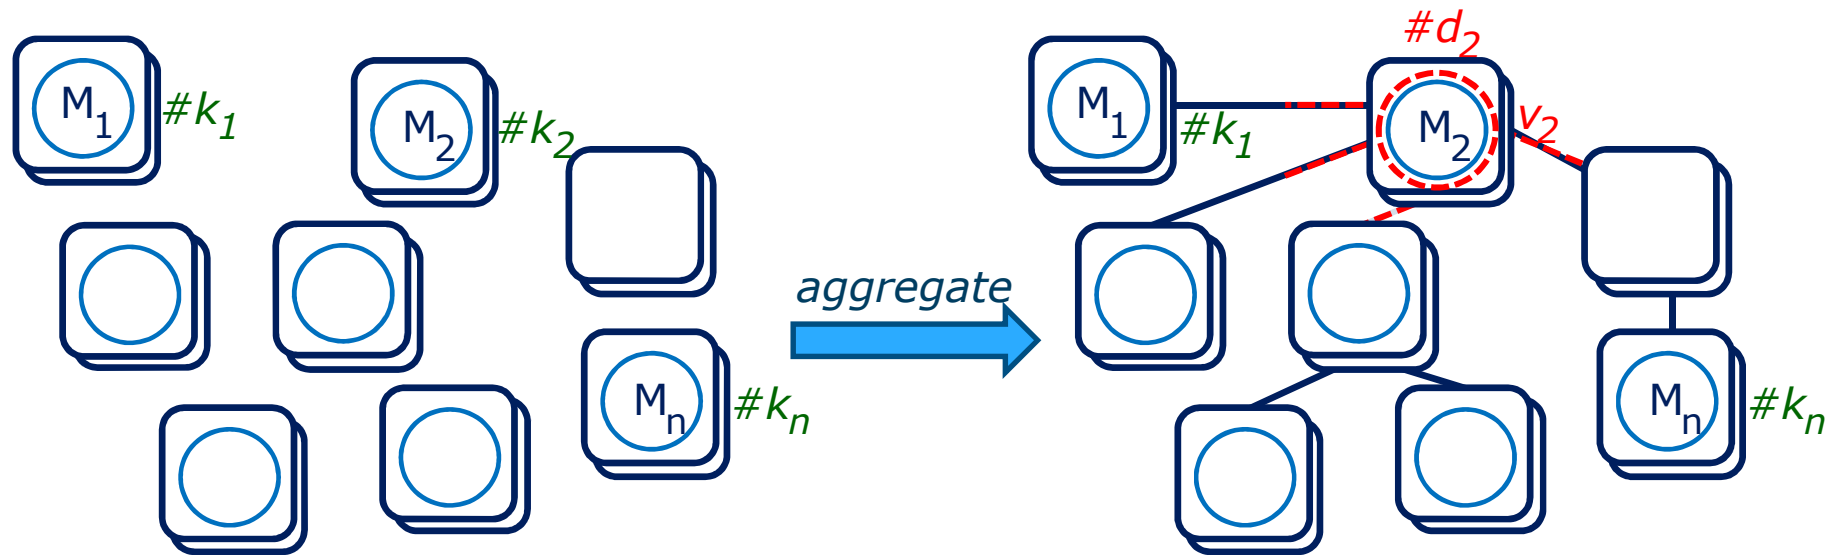 M₁ #k₁
M₂ #k₂
Mₙ #kₙ
aggregate
#d₂
M₁ #k₁
M₂ v₂
Mₙ #kₙ